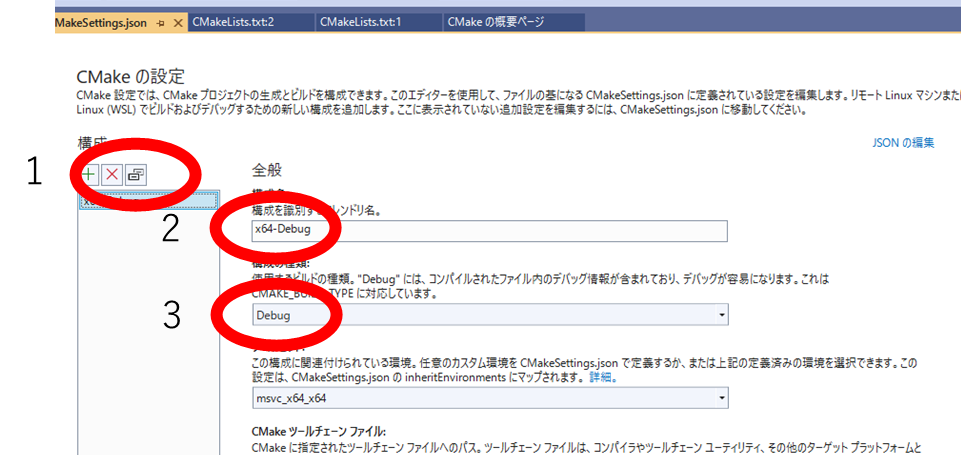 MakeSettings.json CMakeLists.txt:2 CMakeLists.txt:1 CMake の概要ページ
CMake の設定
CMake 設定では、CMake プロジェクトの生成とビルドを構成できます。このエディターを使用して、ファイルの基になる CMakeSettings.json に定義されている設定を編集します。リモート Linux マシンまた
Linux (WSL) でビルドおよびデバッグするための新しい構成を追加します。ここに表示されていない追加設定を編集するには、CMakeSettings.json に移動してください。
構成
JSON の編集
1
全般
構成を識別す レンドリ名。
2
x64-Debug
構成の種類:
使用するビルドの種類。"Debug" には、コンパイルされたファイル内のデバッグ情報が含まれており、デバッグが容易になります。これは
TYPE に対応しています。
3
Debug
この構成に関連付けられている環境。任意のカスタム環境を CMakeSettings.json で定義するか、または上記の定義済みの環境を選択できます。この
設定は、CMakeSettings.json の inheritEnvironments にマップされます。 詳細。
msvc_x64_x64
CMake ツールチェーン ファイル:
CMake に指定されたツールチェーン ファイルへのパス。ツールチェーン ファイルは、コンパイラやツールチェーン ユーティリティ、その他のターゲット プラットフォームと